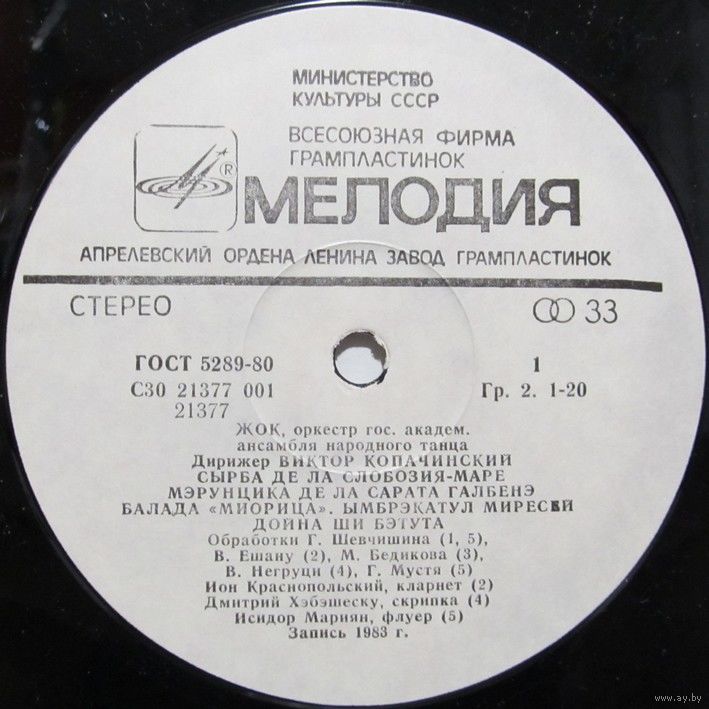 МИНИСТЕРСТВО
КУЛЬТУРЫ СССР
ВСЕСОЮЗНАЯ ФИРМА
ГРАМПЛАСТИНОК
®
МЕЛОДИЯ
АПРЕЛЕВСКИЙ ОРДЕНА ЛЕНИНА ЗАВОД ГРАМПЛАСТИНОК
СТЕРЕО 33
ГОСТ 5289-80 1
С30 21377 001 Гр. 2. 1-20
21377
ЖОК, оркестр гос. академ.
ансамбля народного танца
Дирижер ВИКТОР КОПАЧИНСКИЙ
СЫРБА ДЕ ЛА СЛОБОЗИЯ-МАРЕ
МЭРУНЦИКА ДЕ ЛА САРАТА ГАЛБЕНЭ
БАЛАДА «МИОРИЦА». ЫМБРЭКАТУЛ МИРЕСЕЙ
ДОЙНА ШИ БЭТУТА
Обработки Г. Шевчишина (1, 5),
В. Ешану (2), М. Бедикова (3),
В. Негруци (4), Г. Мустя (5)
Ион Краснопольский, кларнет (2)
Дмитрий Хэбэшеску, скрипка (4)
Исидор Мариян, флуер (5)
Запись 1983 г.
www.ay.by